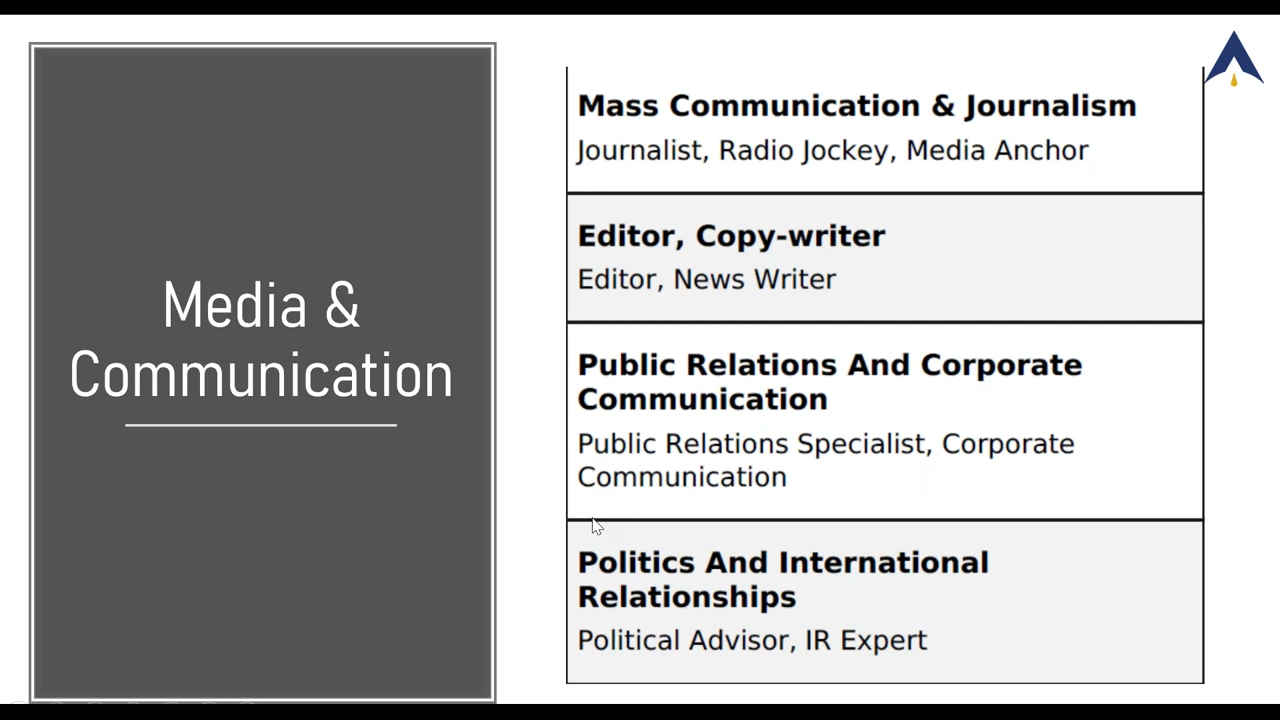 Media &
Communication
Mass Communication & Journalism
Journalist, Radio Jockey, Media Anchor
Editor, Copy-writer
Editor, News Writer
Public Relations And Corporate
Communication
Public Relations Specialist, Corporate
Communication
Politics And International
Relationships
Political Advisor, IR Expert